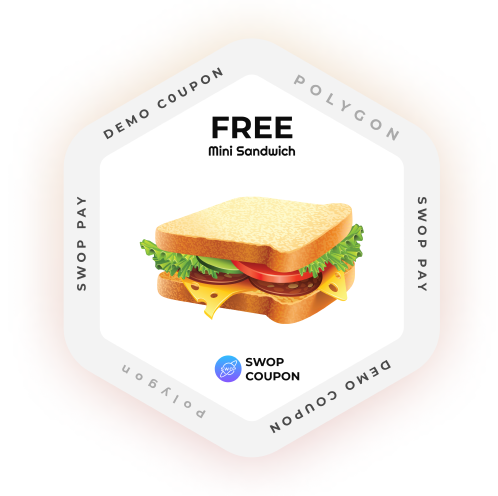 DEMO C0UPON
POLYGON
FREE
Mini Sandwich
SWOP PAY
SWOP PAY
SWOP
COUPON
polygon
DEMO COUPON